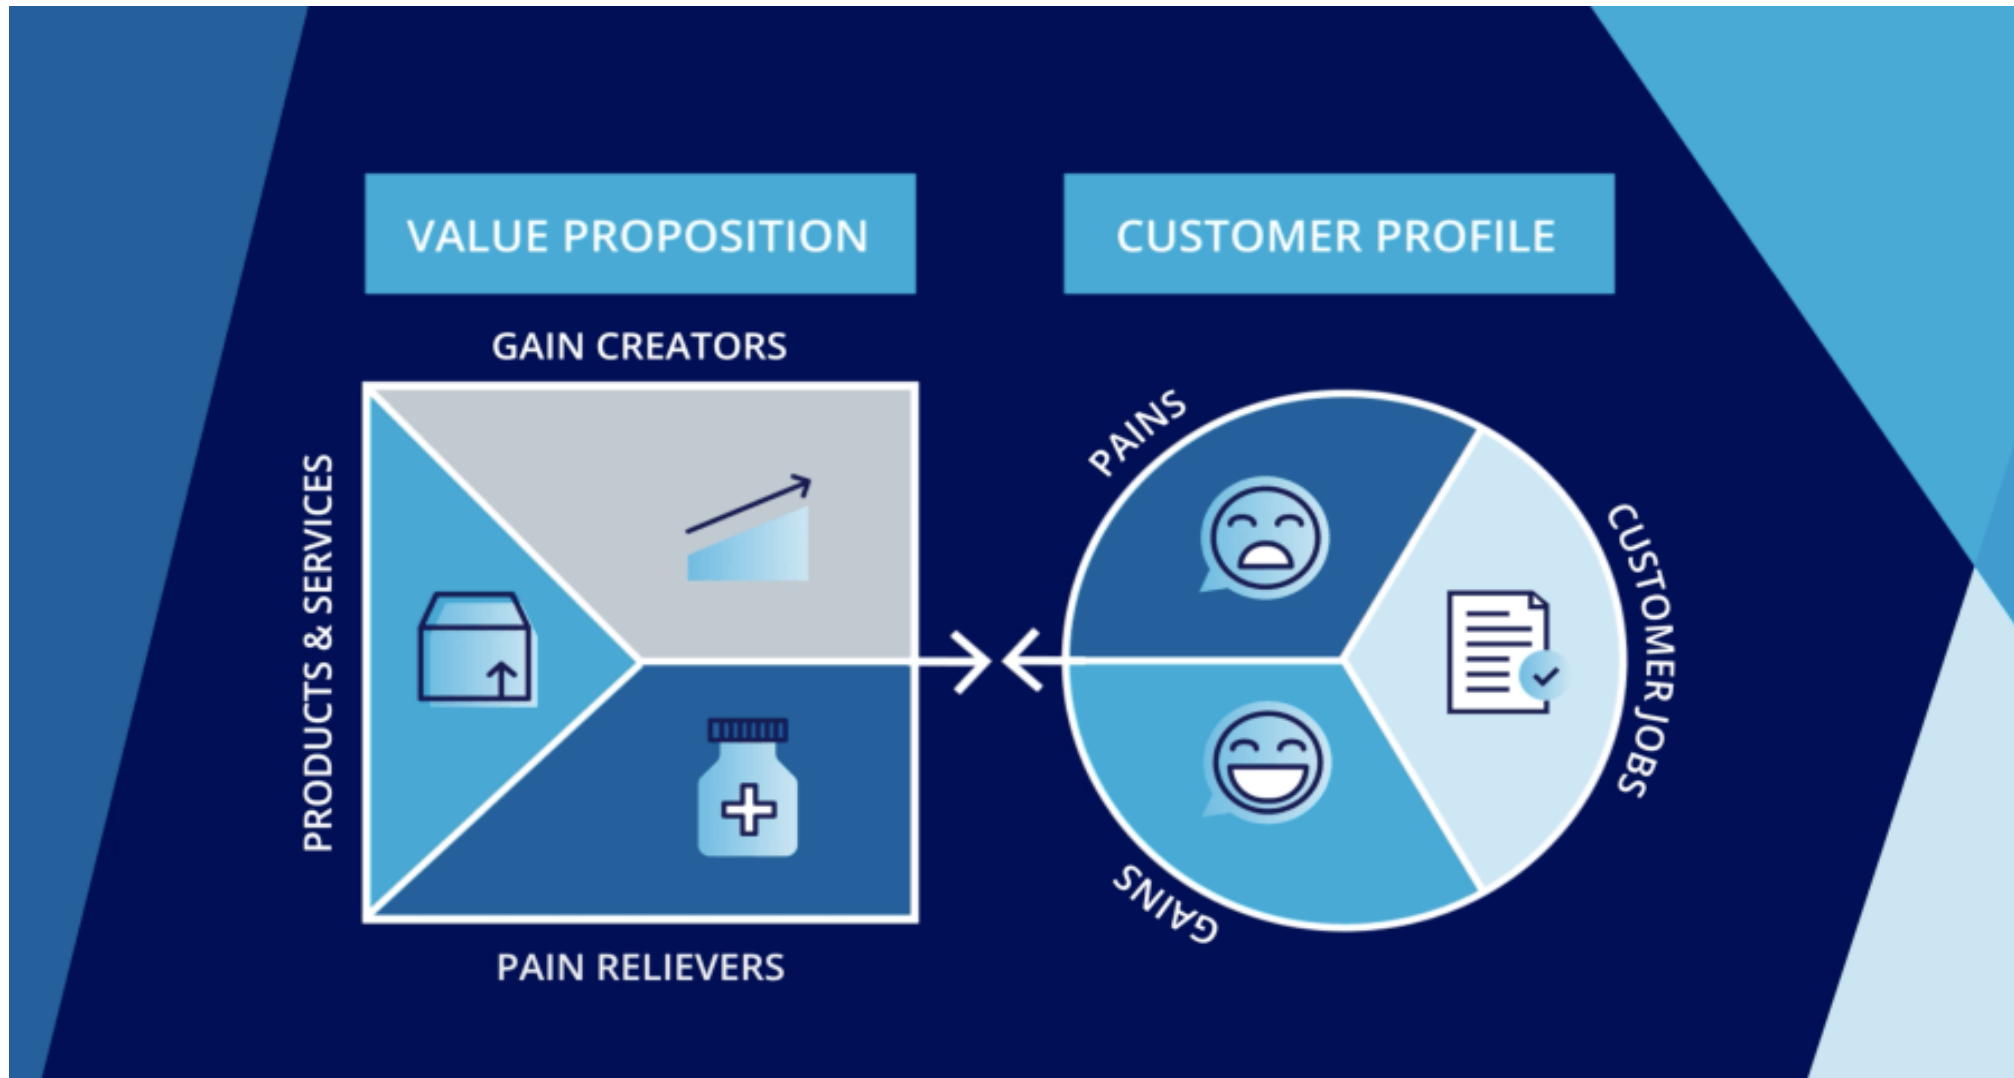 VALUE PROPOSITION
CUSTOMER PROFILE
GAIN CREATORS
PRODUCTS & SERVICES
PAIN RELIEVERS
PAINS
CUSTOMER JOBS
GAINS